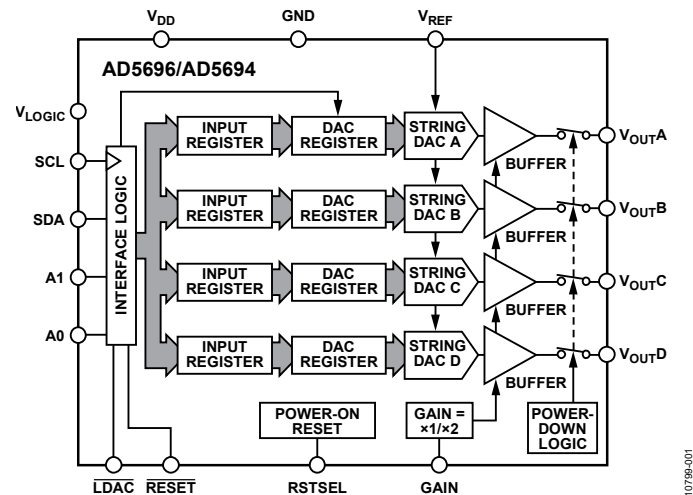 VDD
GND
VREF
AD5696/AD5694
VLOGIC
SCL
SDA
A1
A0
INTERFACE LOGIC
INPUT
REGISTER
DAC
REGISTER
STRING
DAC A
BUFFER
VOUTA
INPUT
REGISTER
DAC
REGISTER
STRING
DAC B
BUFFER
VOUTB
INPUT
REGISTER
DAC
REGISTER
STRING
DAC C
BUFFER
VOUTC
INPUT
REGISTER
DAC
REGISTER
STRING
DAC D
BUFFER
VOUTD
POWER-ON
RESET
GAIN =
×1/×2
POWER-
DOWN
LOGIC
LDAC
RESET
RSTSEL
GAIN
10799-001